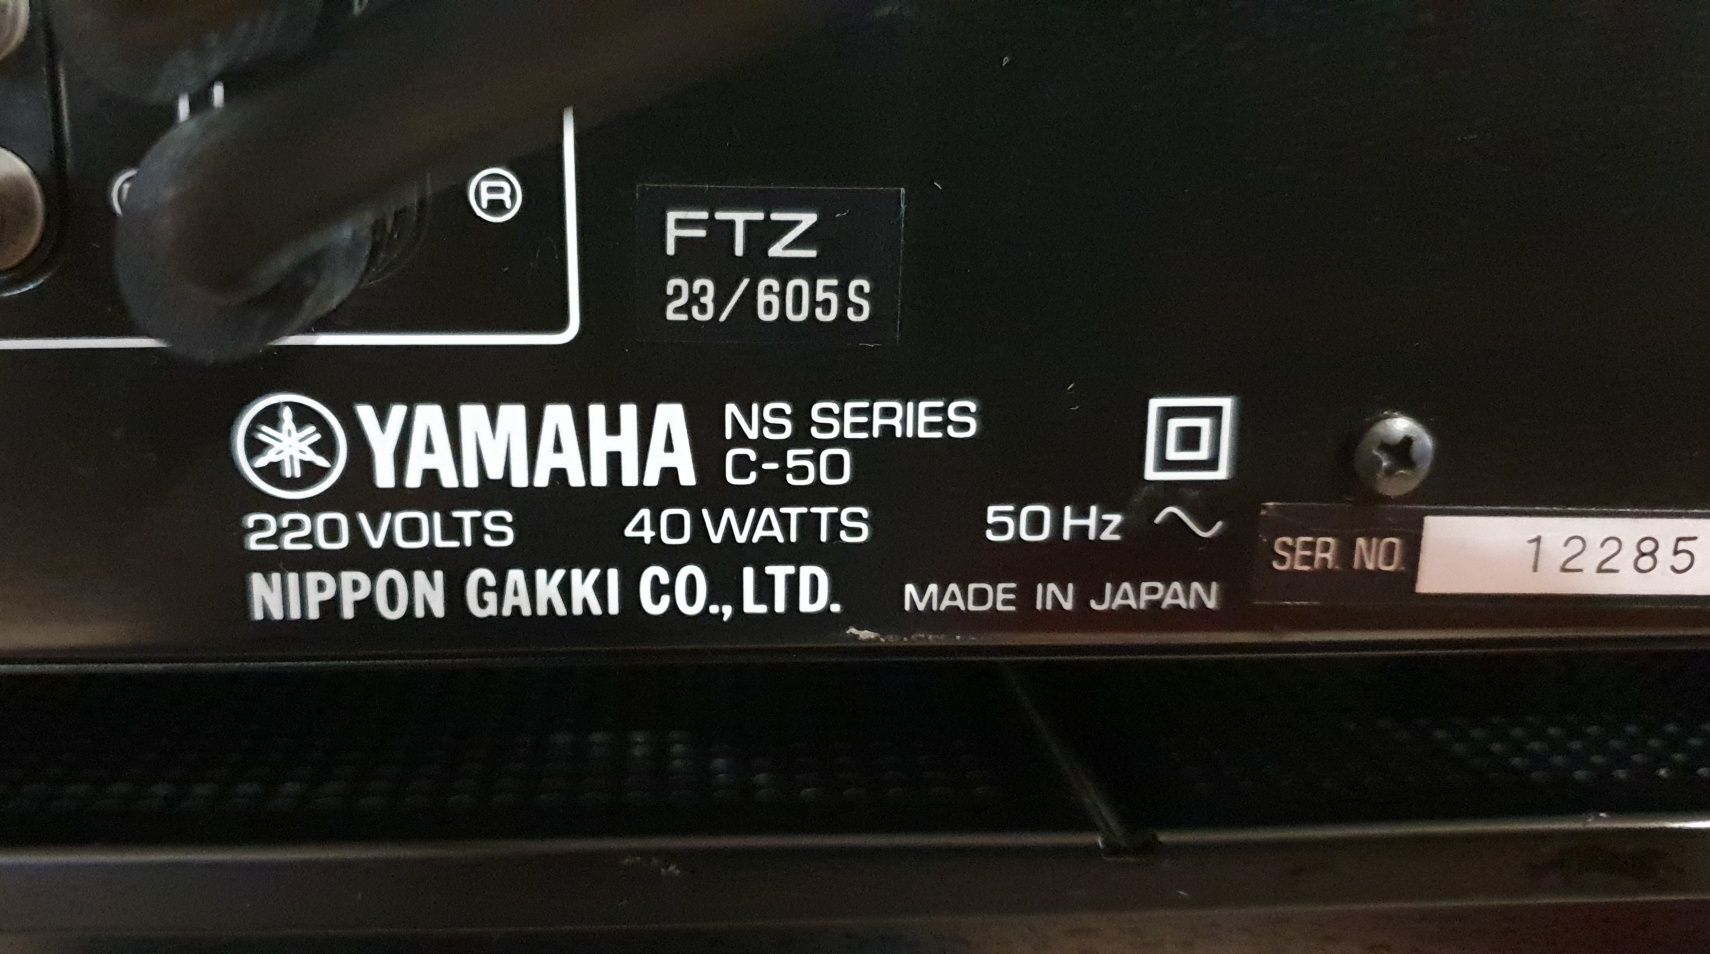 Ⓡ
FTZ
23/605S
YAMAHA NS SERIES
C-50
220 VOLTS 40 WATTS 50 Hz
SER. NO. 12285
NIPPON GAKKI CO., LTD. MADE IN JAPAN